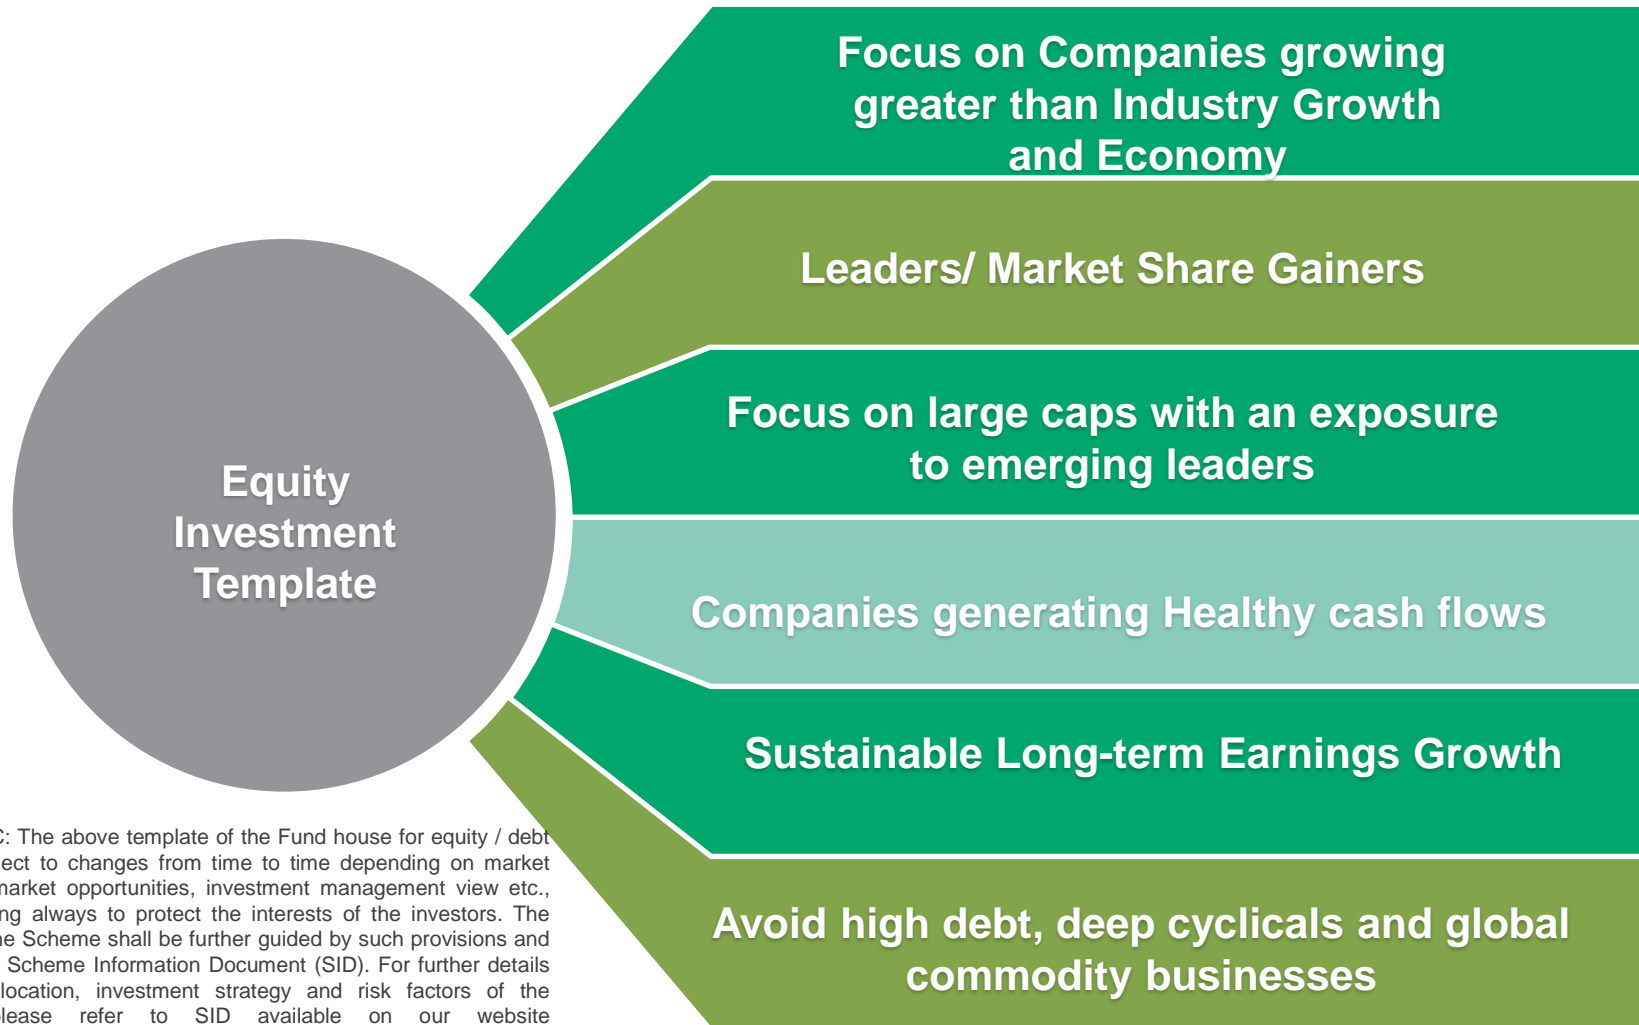 Focus on Companies growing
greater than Industry Growth
and Economy
Leaders/ Market Share Gainers
Focus on large caps with an exposure
to emerging leaders
Equity
Investment
Template
Companies generating Healthy cash flows
Sustainable Long-term Earnings Growth
Avoid high debt, deep cyclicals and global
commodity businesses
: The above template of the Fund house for equity / debt
to changes from time to time depending on market
market opportunities, investment management view etc.,
always to protect the interests of the investors. The
Scheme shall be further guided by such provisions and
Scheme Information Document (SID). For further details
investment strategy and risk factors of the
refer to SID available on our website